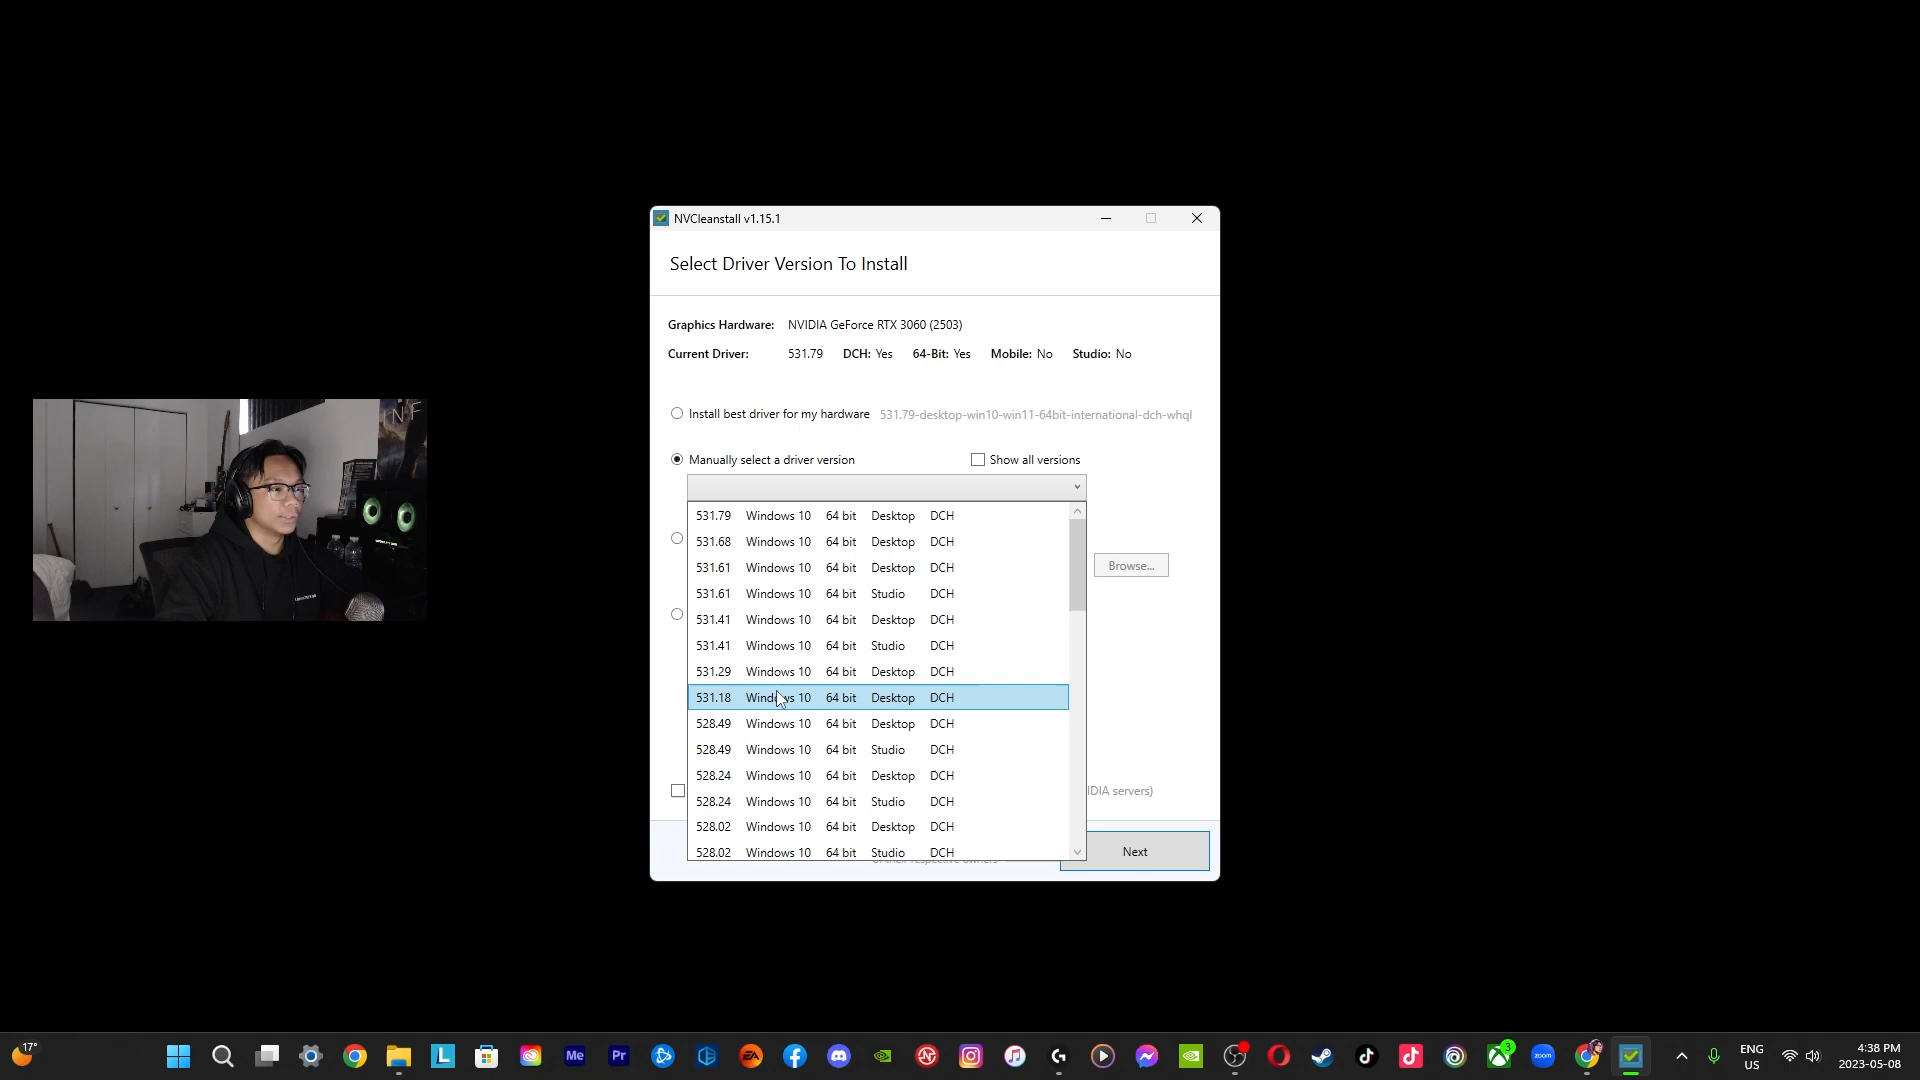 NVCleanstall v1.15.1
Select Driver Version To Install
Graphics Hardware: NVIDIA GeForce RTX 3060 (2503)
Current Driver: 531.79 DCH: Yes 64-Bit: Yes Mobile: No Studio: No
Install best driver for my hardware 531.79-desktop-win10-win11-64bit-international-dch-whql
Manually select a driver version Show all versions
531.79 Windows 10 64 bit Desktop DCH
531.68 Windows 10 64 bit Desktop DCH
531.61 Windows 10 64 bit Desktop DCH
Browse...
531.61 Windows 10 64 bit Studio DCH
531.41 Windows 10 64 bit Desktop DCH
531.41 Windows 10 64 bit Studio DCH
531.29 Windows 10 64 bit Desktop DCH
531.18 Windows 10 64 bit Desktop DCH
528.49 Windows 10 64 bit Desktop DCH
528.49 Windows 10 64 bit Studio DCH
528.24 Windows 10 64 bit Desktop DCH
IDIA servers)
528.24 Windows 10 64 bit Studio DCH
528.02 Windows 10 64 bit Desktop DCH
528.02 Windows 10 64 bit Studio DCH
Next
17°
L
Me
Pr
EA
3
zoom
ENG
US
4:38 PM
2023-05-08